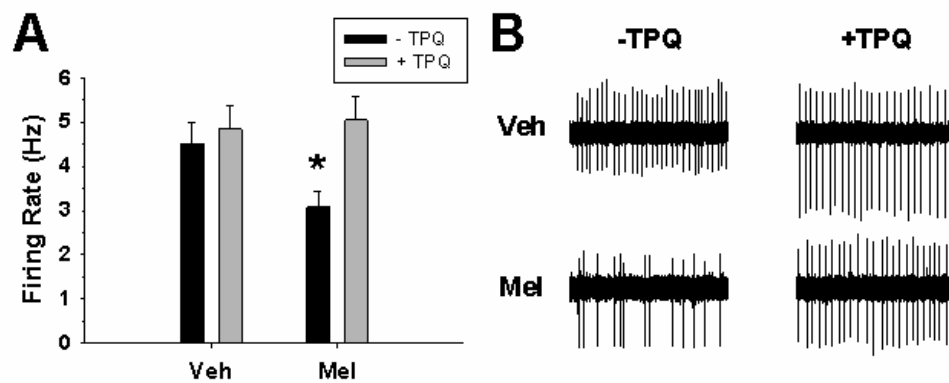 A
- TPQ
+ TPQ
Firing Rate (Hz)
6
5
4
3
2
1
0
*
Veh
Mel
B
-TPQ
+TPQ
Veh
Mel